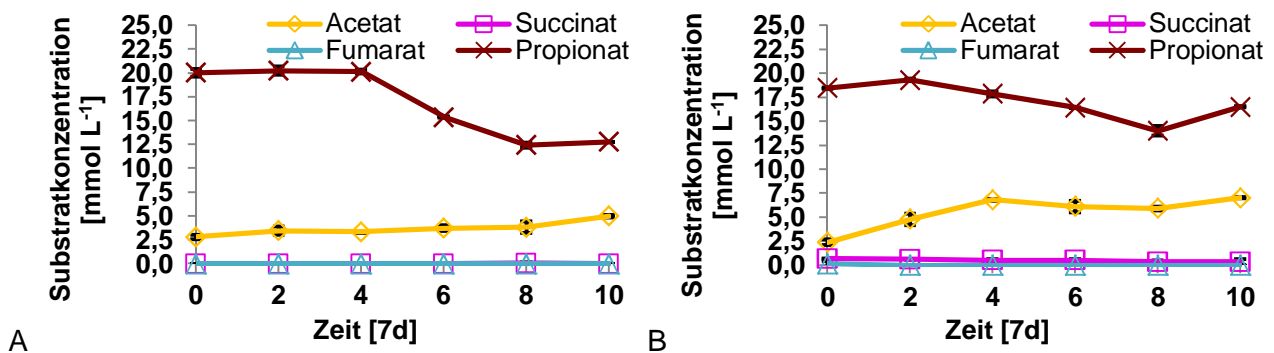 Substratkonzentration
[mmol L⁻¹]
25,0
22,5
20,0
17,5
15,0
12,5
10,0
7,5
5,0
2,5
0,0
Acetat
Succinat
Fumarat
Propionat
0 2 4 6 8 10
Zeit [7d]
A
Substratkonzentration
[mmol L⁻¹]
25,0
22,5
20,0
17,5
15,0
12,5
10,0
7,5
5,0
2,5
0,0
Acetat
Succinat
Fumarat
Propionat
0 2 4 6 8 10
Zeit [7d]
B